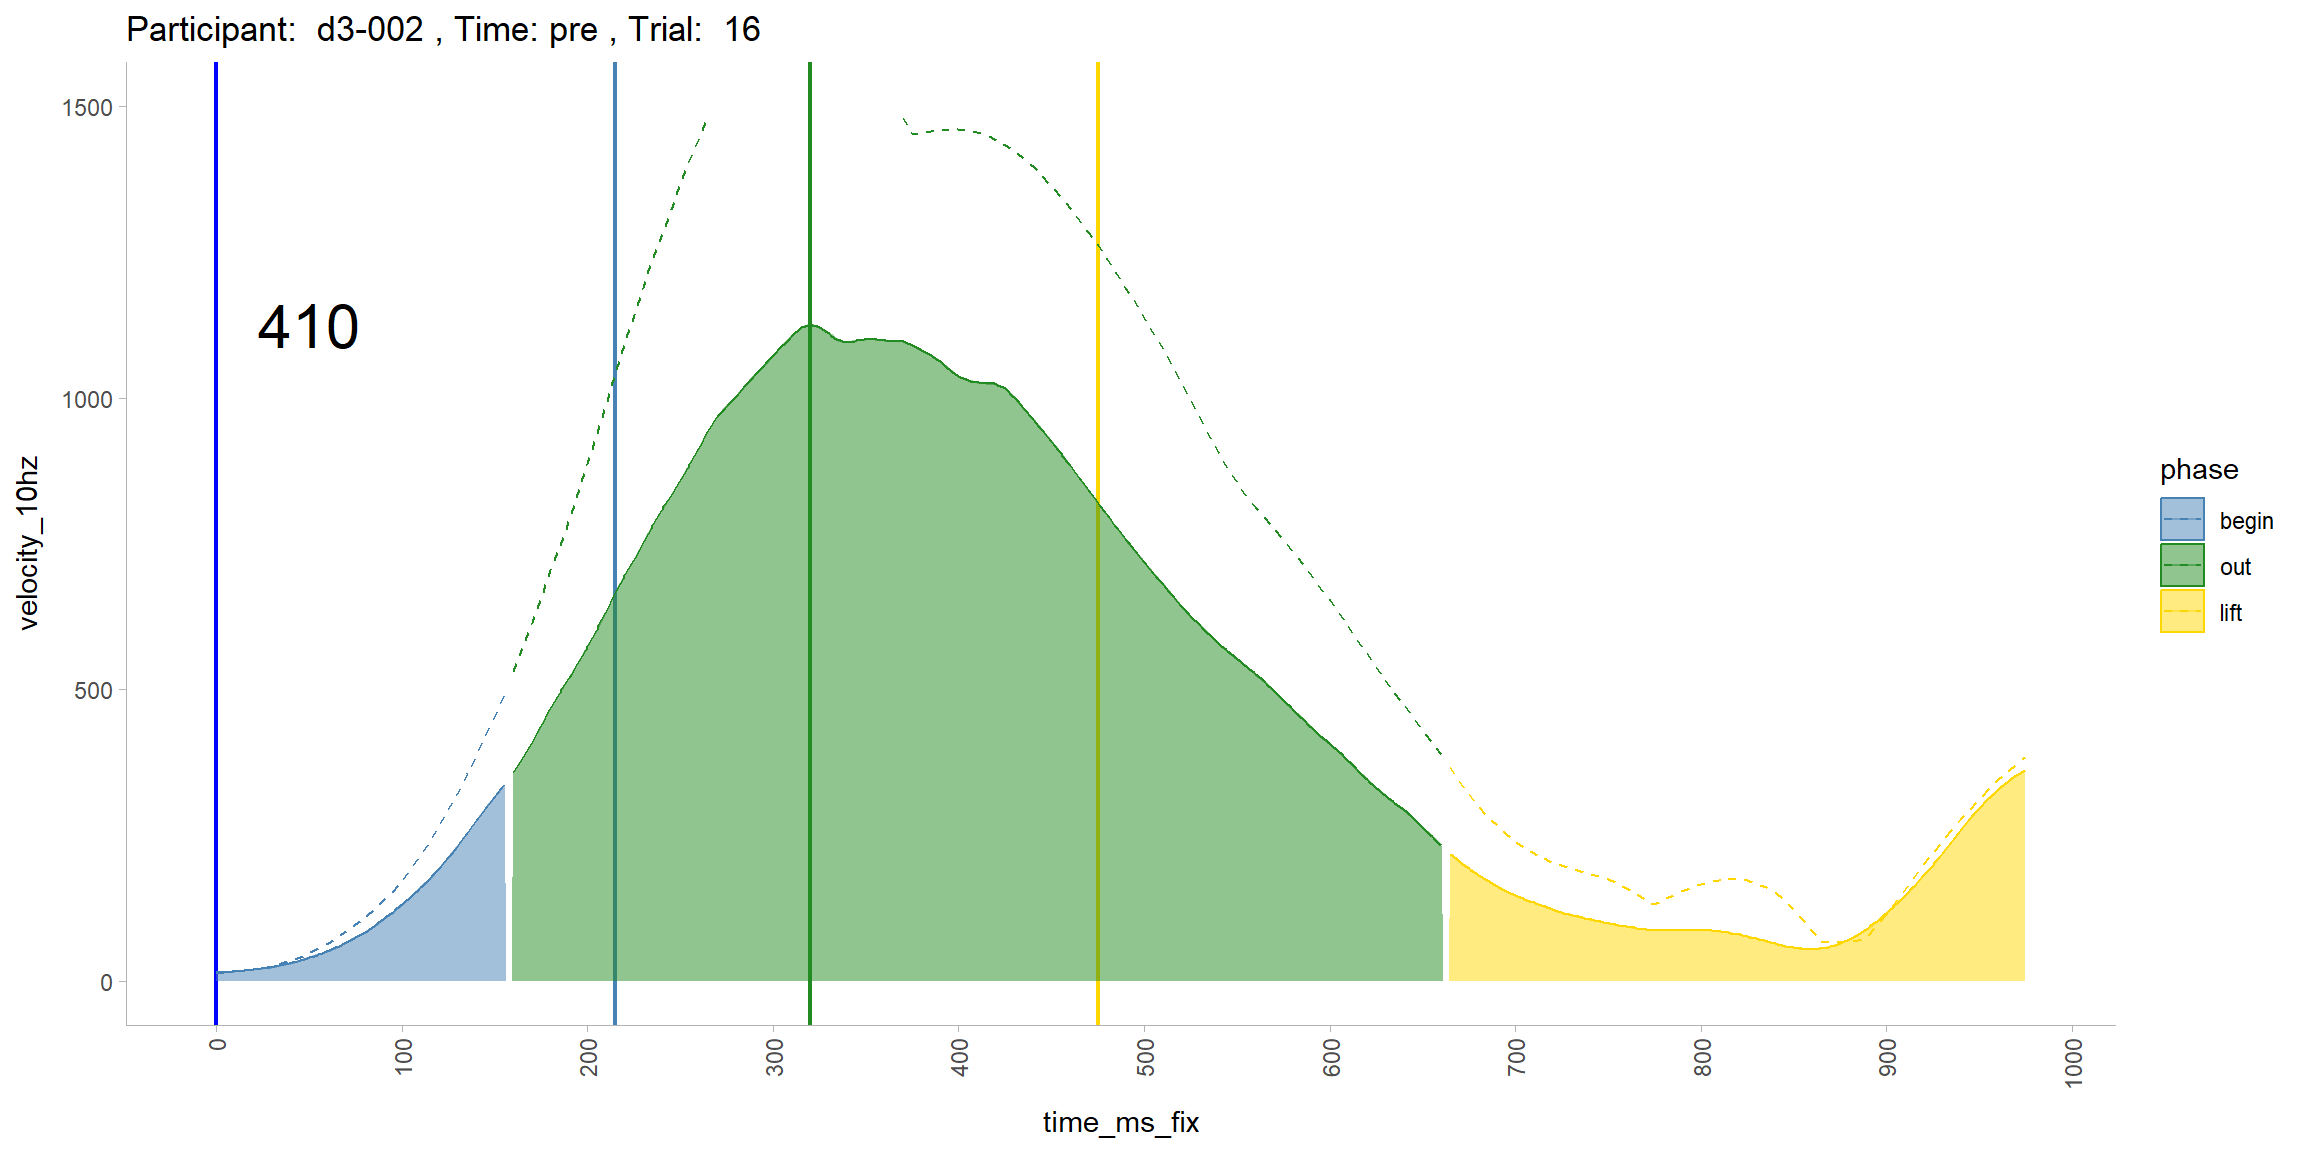 Participant:  d3-002 , Time: pre , Trial:  16
1500
1000
500
0
velocity_10hz
410
0
100
200
300
400
500
600
700
800
900
1000
time_ms_fix
phase
begin
out
lift